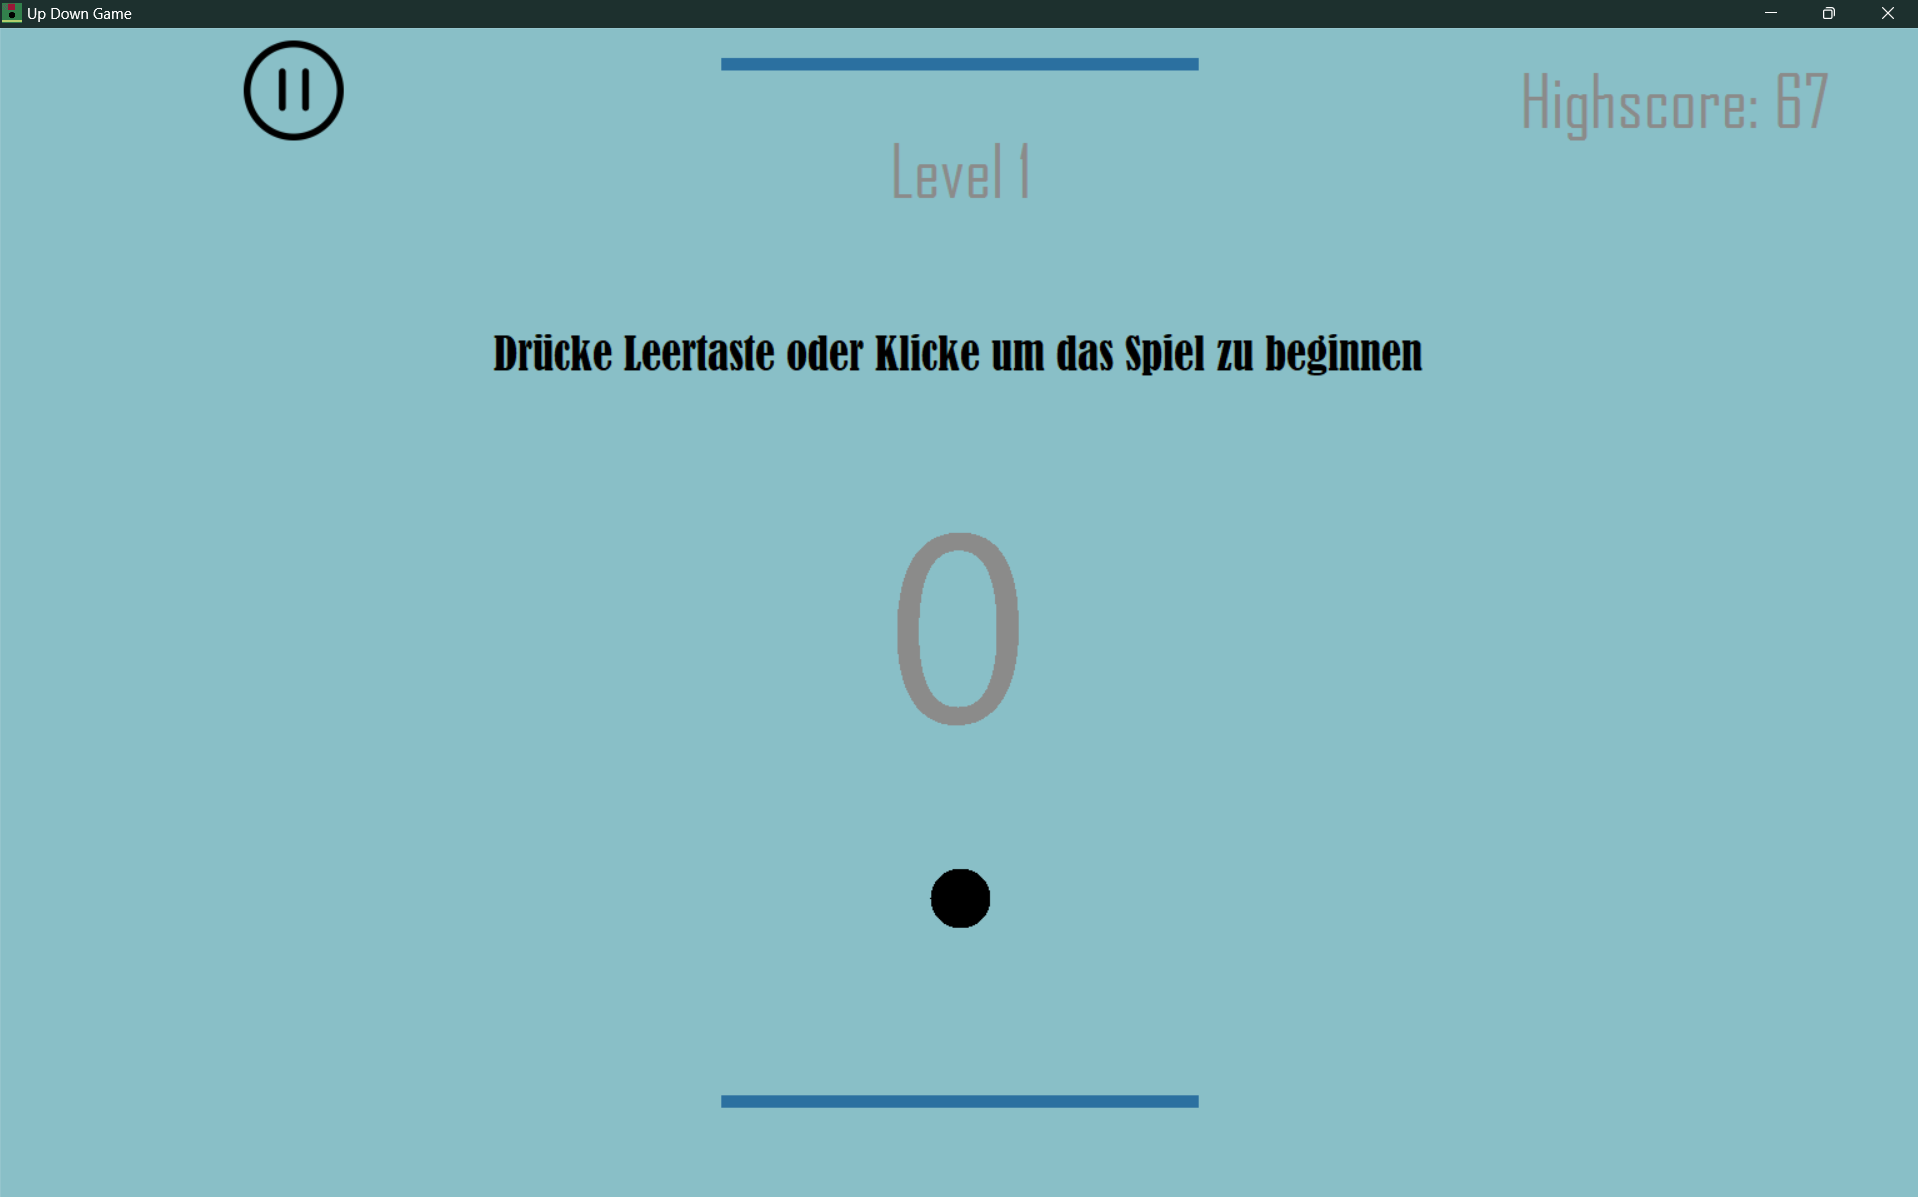 Up Down Game
Highscore: 67
Level 1
Drücke Leertaste oder Klicke um das Spiel zu beginnen
0